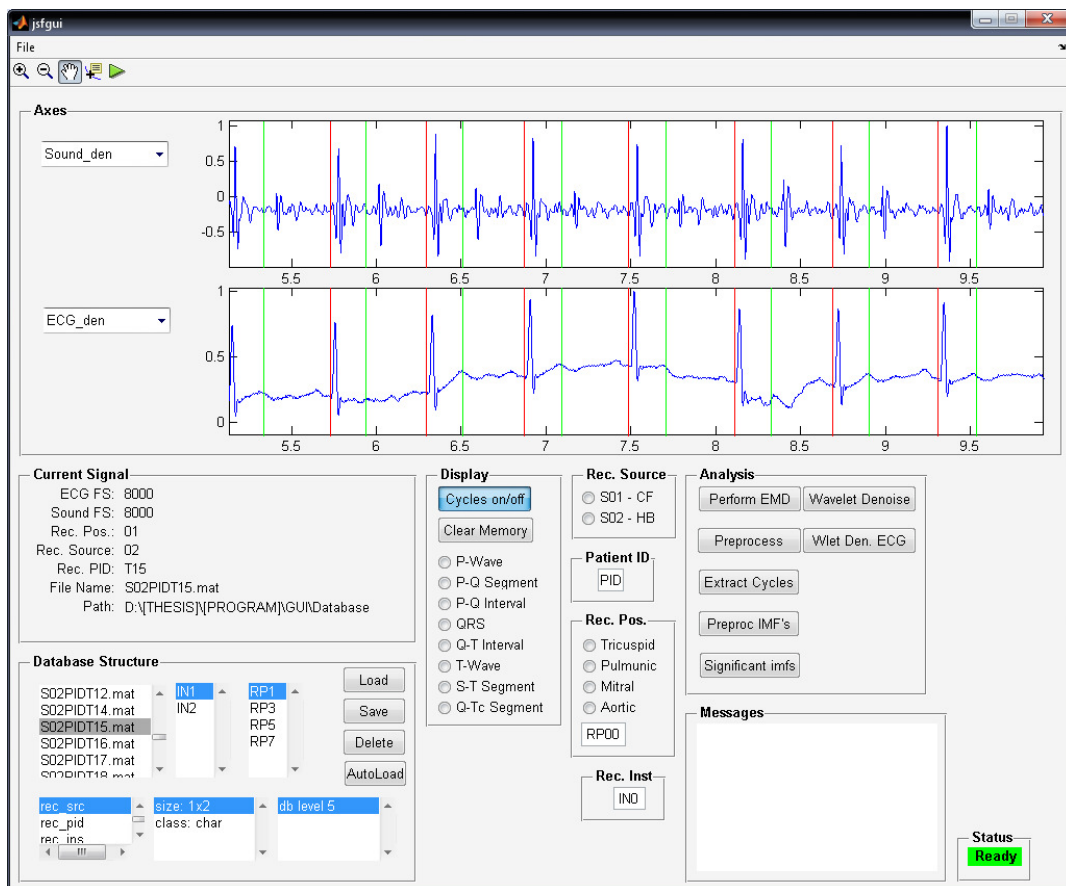 jsfgui
File
Axes
Sound_den
1
0.5
0
-0.5
5.5 6 6.5 7 7.5 8 8.5 9 9.5
ECG_den
1
0.5
0
5.5 6 6.5 7 7.5 8 8.5 9 9.5
Current Signal
ECG FS: 8000
Sound FS: 8000
Rec. Pos.: 01
Rec. Source: 02
Rec. PID: T15
File Name: S02PIDT15.mat
Path: D:\[THESIS]\[PROGRAM]\GUI\Database
Display
Cycles on/off
Clear Memory
P-Wave
P-Q Segment
P-Q Interval
QRS
Q-T Interval
T-Wave
S-T Segment
Q-Tc Segment
Rec. Source
S01 - CF
S02 - HB
Patient ID
PID
Rec. Pos.
Tricuspid
Pulmunic
Mitral
Aortic
RP00
Rec. Inst
IN0
Analysis
Perform EMD Wavelet Denoise
Preprocess Wlet Den. ECG
Extract Cycles
Preproc IMF's
Significant imfs
Database Structure
S02PIDT12.mat
S02PIDT14.mat
S02PIDT15.mat
S02PIDT16.mat
S02PIDT17.mat
S02PIDT18.mat
IN1
IN2
RP1
RP3
RP5
RP7
Load
Save
Delete
AutoLoad
rec_src
rec_pid
rec_ins
size: 1x2
class: char
db level 5
Messages
Status
Ready